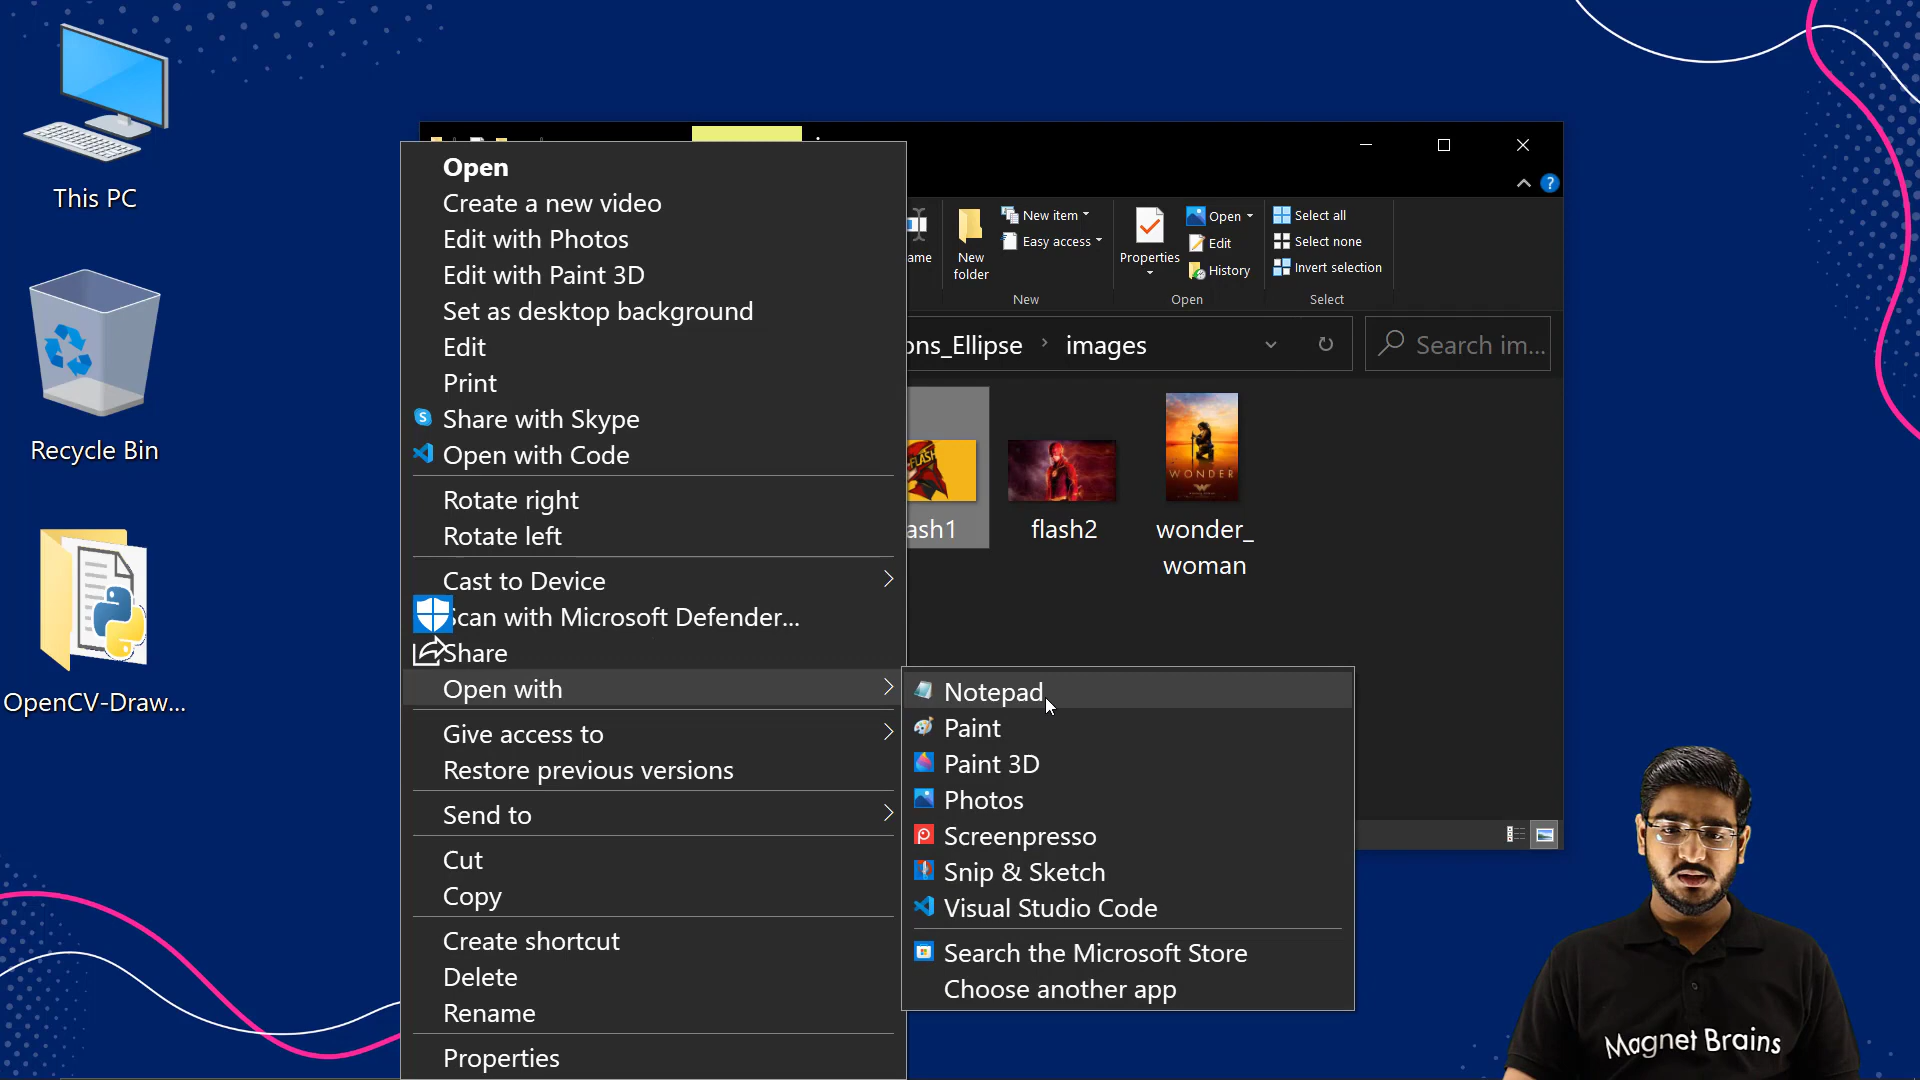 This PC
Recycle Bin
OpenCV-Draw...
Open
Create a new video
Edit with Photos
Edit with Paint 3D
Set as desktop background
Edit
Print
Share with Skype
Open with Code
Rotate right
Rotate left
Cast to Device
Scan with Microsoft Defender...
Share
Open with
Give access to
Restore previous versions
Send to
Cut
Copy
Create shortcut
Delete
Rename
Properties
ame
New
folder
New item
Easy access
New
Properties
Open
Edit
History
Open
Select all
Select none
Invert selection
Select
ons_Ellipse > images
Search im...
FLASH
ash1
flash2
WONDER
wonder_
woman
Notepad
Paint
Paint 3D
Photos
Screenpresso
Snip & Sketch
Visual Studio Code
Search the Microsoft Store
Choose another app
Magnet Brains